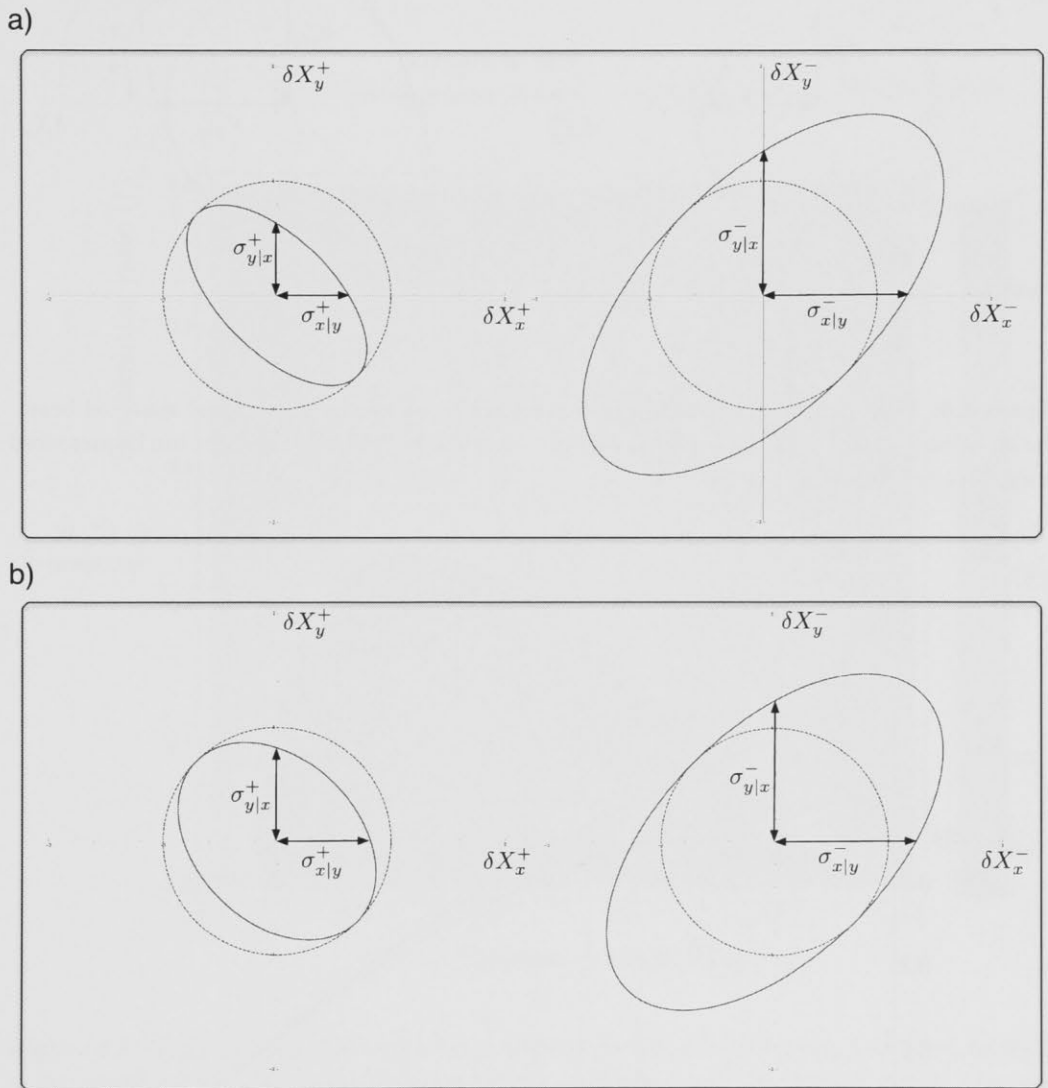 a)
δX_y^+
δX_y^-
σ_{y|x}^+
σ_{x|y}^+
δX_x^+
σ_{y|x}^-
σ_{x|y}^-
δX_x^-
b)
δX_y^+
δX_y^-
σ_{y|x}^+
σ_{x|y}^+
δX_x^+
σ_{y|x}^-
σ_{x|y}^-
δX_x^-